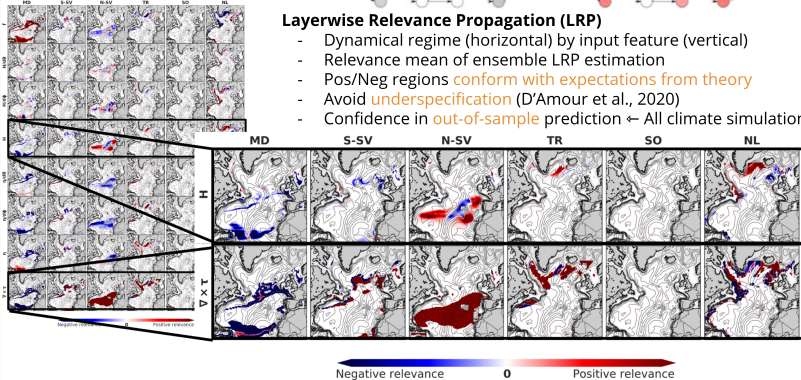 Layerwise Relevance Propagation (LRP)
- Dynamical regime (horizontal) by input feature (vertical)
- Relevance mean of ensemble LRP estimation
- Pos/Neg regions conform with expectations from theory
- Avoid underspecification (D'Amour et al., 2020)
- Confidence in out-of-sample prediction ⇐ All climate simulation
MD S-SV N-SV TR SO NL
f
H
MD S-SV N-SV TR SO NL
H
∇ × τ
Negative relevance 0 Positive relevance
Negative relevance 0 Positive relevance